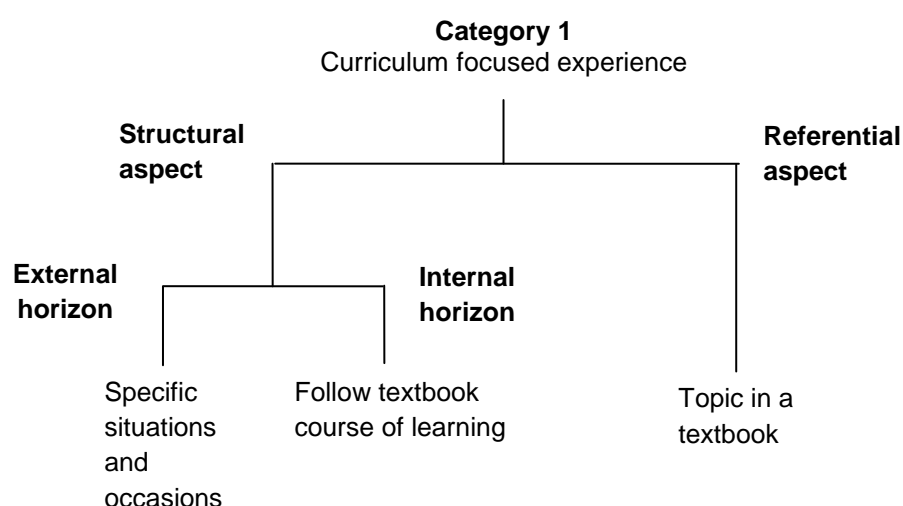 Category 1
Curriculum focused experience
Structural
aspect
Referential
aspect
External
horizon
Internal
horizon
Specific
situations
and
occasions
Follow textbook
course of learning
Topic in a
textbook